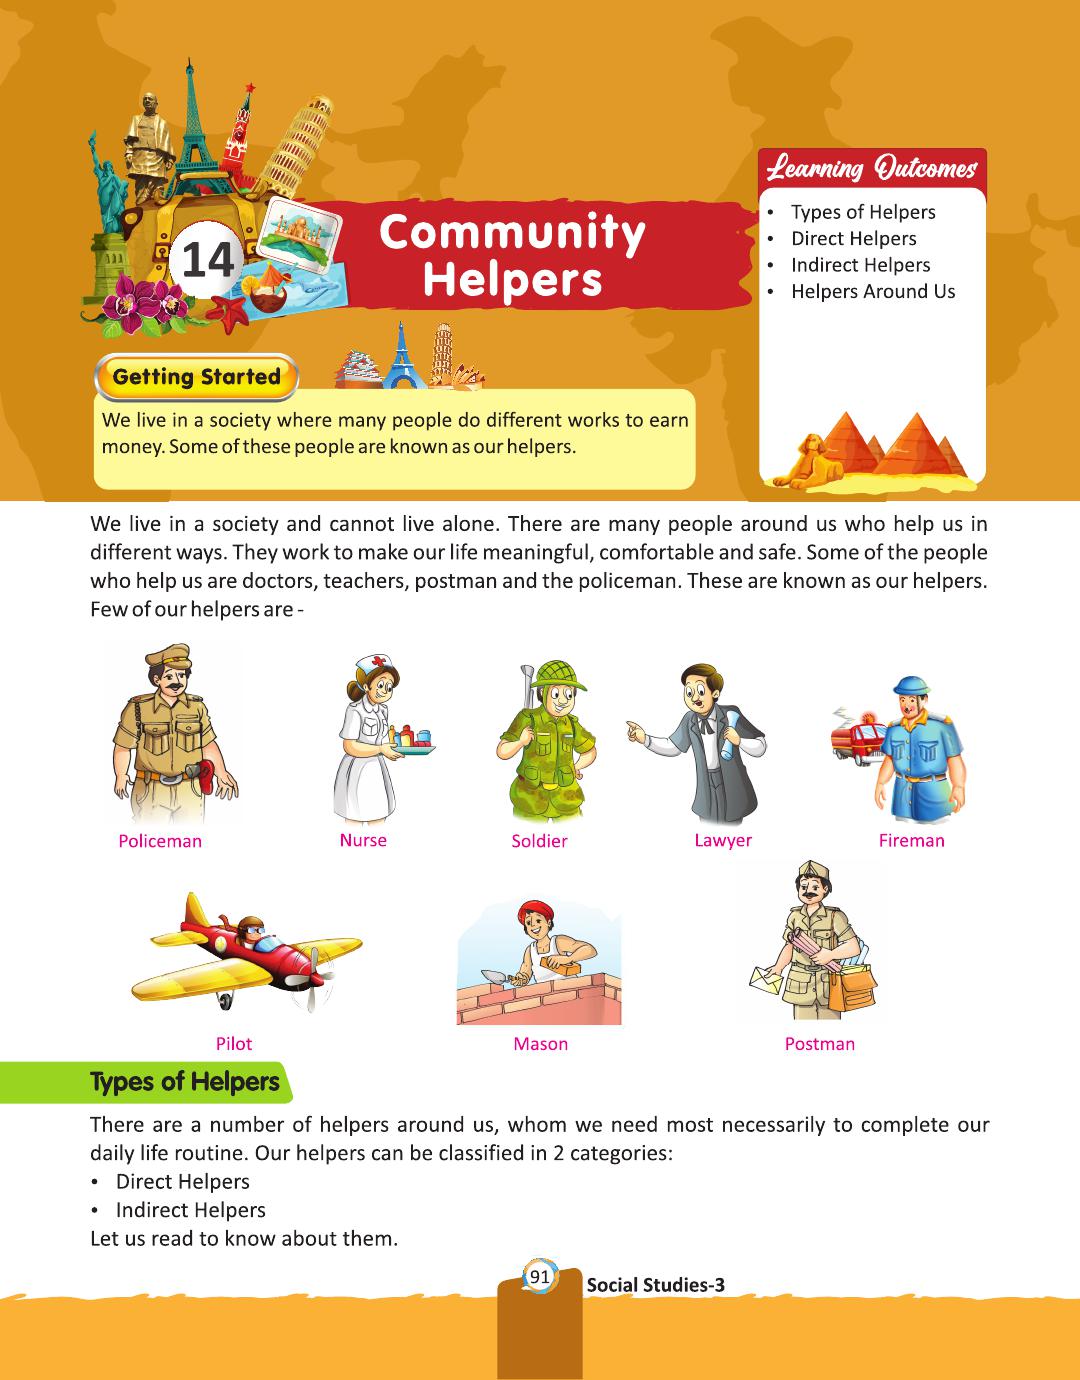 14
Community
Helpers
Learning Outcomes
• Types of Helpers
• Direct Helpers
• Indirect Helpers
• Helpers Around Us
Getting Started
We live in a society where many people do different works to earn
money. Some of these people are known as our helpers.
We live in a society and cannot live alone. There are many people around us who help us in
different ways. They work to make our life meaningful, comfortable and safe. Some of the people
who help us are doctors, teachers, postman and the policeman. These are known as our helpers.
Few of our helpers are -
Policeman
Nurse
Soldier
Lawyer
Fireman
Pilot
Mason
Postman
Types of Helpers
There are a number of helpers around us, whom we need most necessarily to complete our
daily life routine. Our helpers can be classified in 2 categories:
• Direct Helpers
• Indirect Helpers
Let us read to know about them.
91
Social Studies-3